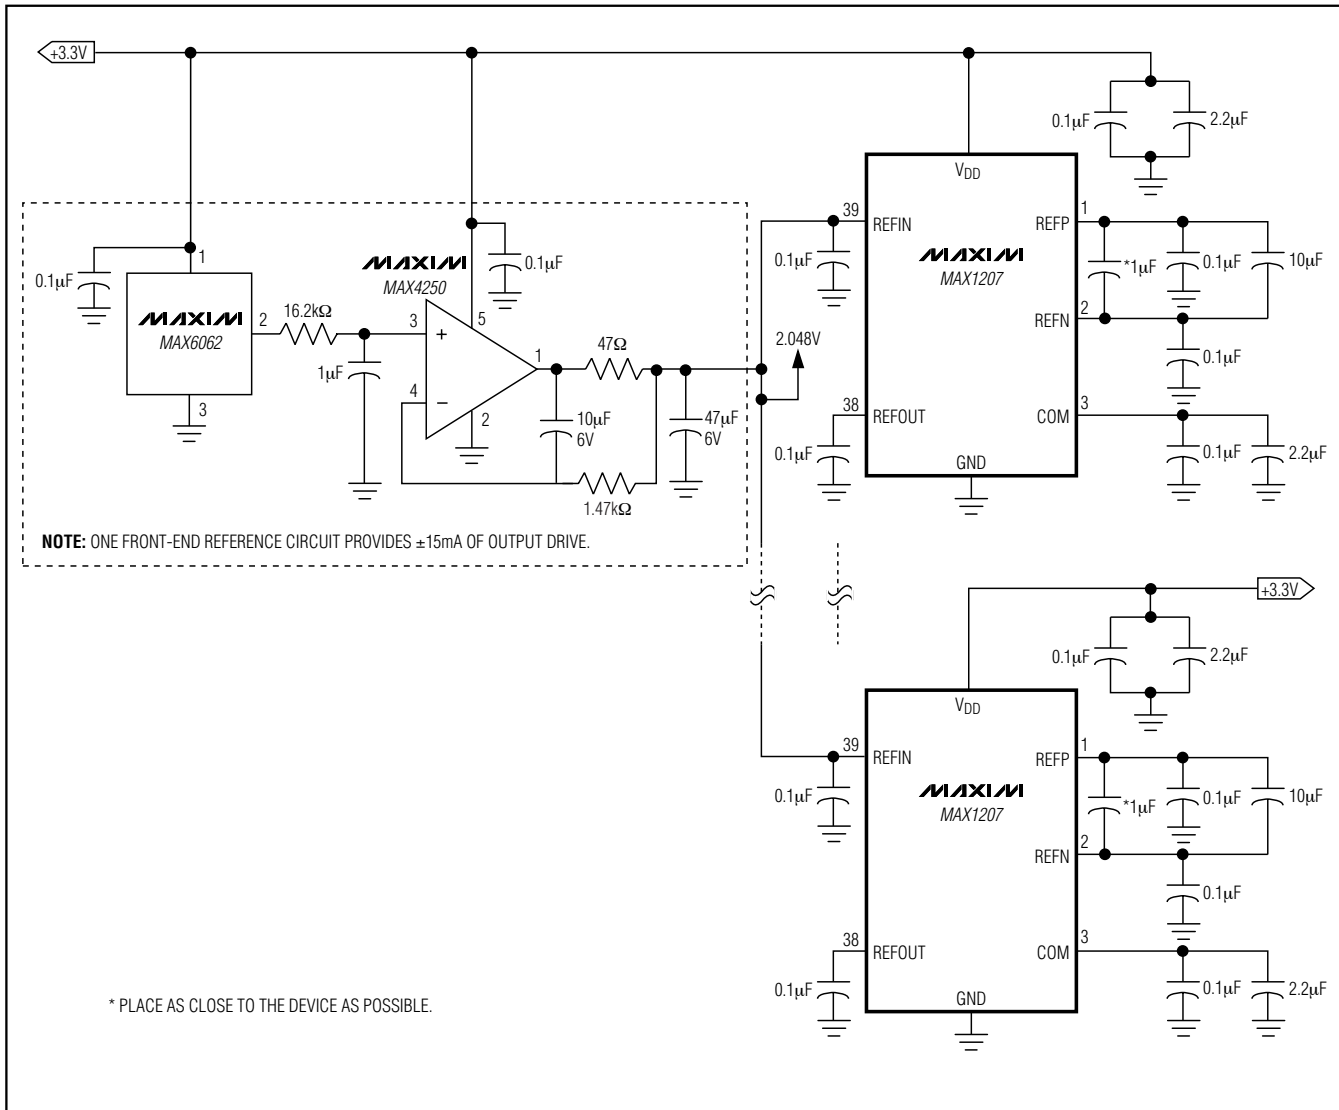 +3.3V
0.1µF
2.2µF
VDD
39
REFIN
REFP
1
MAXIM
MAX1207
0.1µF
*1µF
0.1µF
10µF
REFN
2
0.1µF
38
REFOUT
COM
3
0.1µF
0.1µF
2.2µF
GND
0.1µF
1
MAXIM
MAX6062
2
3
16.2kΩ
1µF
MAXIM
MAX4250
0.1µF
3
+
5
4
−
2
1
47Ω
10µF
6V
47µF
6V
1.47kΩ
2.048V
NOTE: ONE FRONT-END REFERENCE CIRCUIT PROVIDES ±15mA OF OUTPUT DRIVE.
+3.3V
0.1µF
2.2µF
VDD
39
REFIN
REFP
1
MAXIM
MAX1207
0.1µF
*1µF
0.1µF
10µF
REFN
2
0.1µF
38
REFOUT
COM
3
0.1µF
0.1µF
2.2µF
GND
* PLACE AS CLOSE TO THE DEVICE AS POSSIBLE.